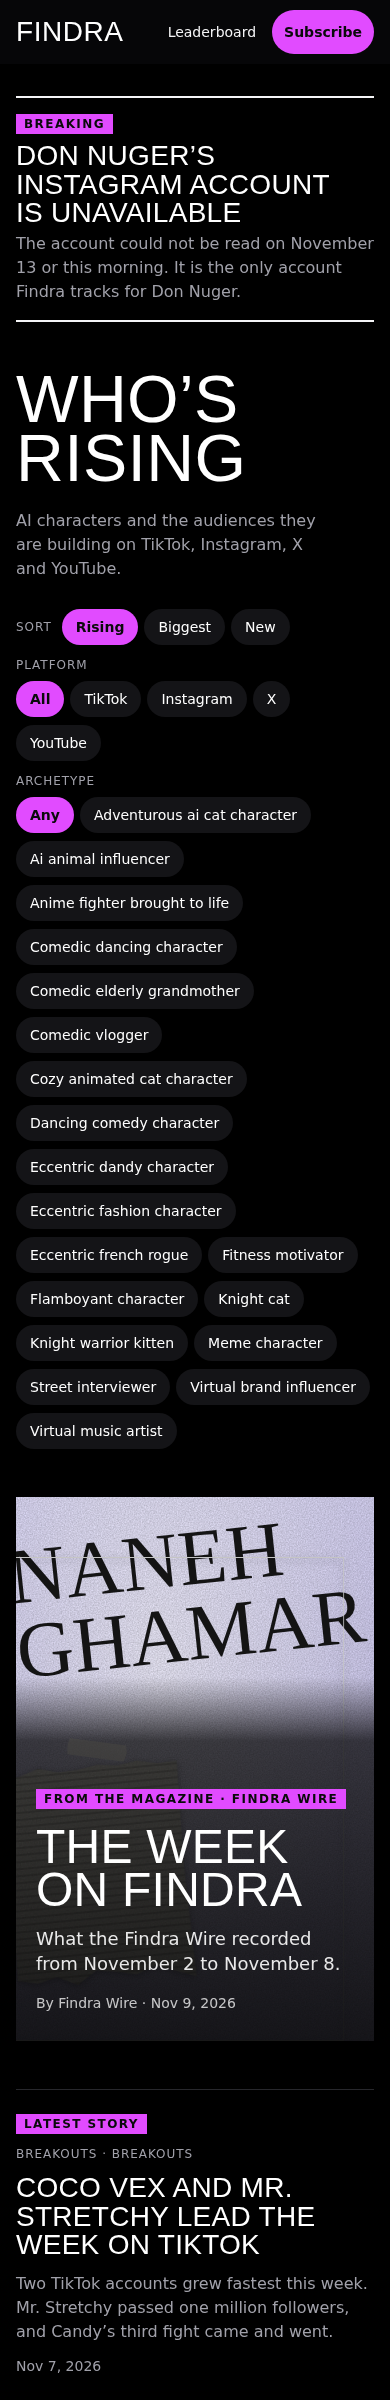 FINDRA
Leaderboard
Subscribe
BREAKING
DON NUGER’S
INSTAGRAM ACCOUNT
IS UNAVAILABLE
The account could not be read on November
13 or this morning. It is the only account
Findra tracks for Don Nuger.
WHO’S
RISING
AI characters and the audiences they
are building on TikTok, Instagram, X
and YouTube.
SORT Rising Biggest New
PLATFORM
All TikTok Instagram X
YouTube
ARCHETYPE
Any Adventurous ai cat character
Ai animal influencer
Anime fighter brought to life
Comedic dancing character
Comedic elderly grandmother
Comedic vlogger
Cozy animated cat character
Dancing comedy character
Eccentric dandy character
Eccentric fashion character
Eccentric french rogue Fitness motivator
Flamboyant character Knight cat
Knight warrior kitten Meme character
Street interviewer Virtual brand influencer
Virtual music artist
NANEH
GHAMAR
FROM THE MAGAZINE · FINDRA WIRE
THE WEEK
ON FINDRA
What the Findra Wire recorded
from November 2 to November 8.
By Findra Wire · Nov 9, 2026
LATEST STORY
BREAKOUTS · BREAKOUTS
COCO VEX AND MR.
STRETCHY LEAD THE
WEEK ON TIKTOK
Two TikTok accounts grew fastest this week.
Mr. Stretchy passed one million followers,
and Candy’s third fight came and went.
Nov 7, 2026